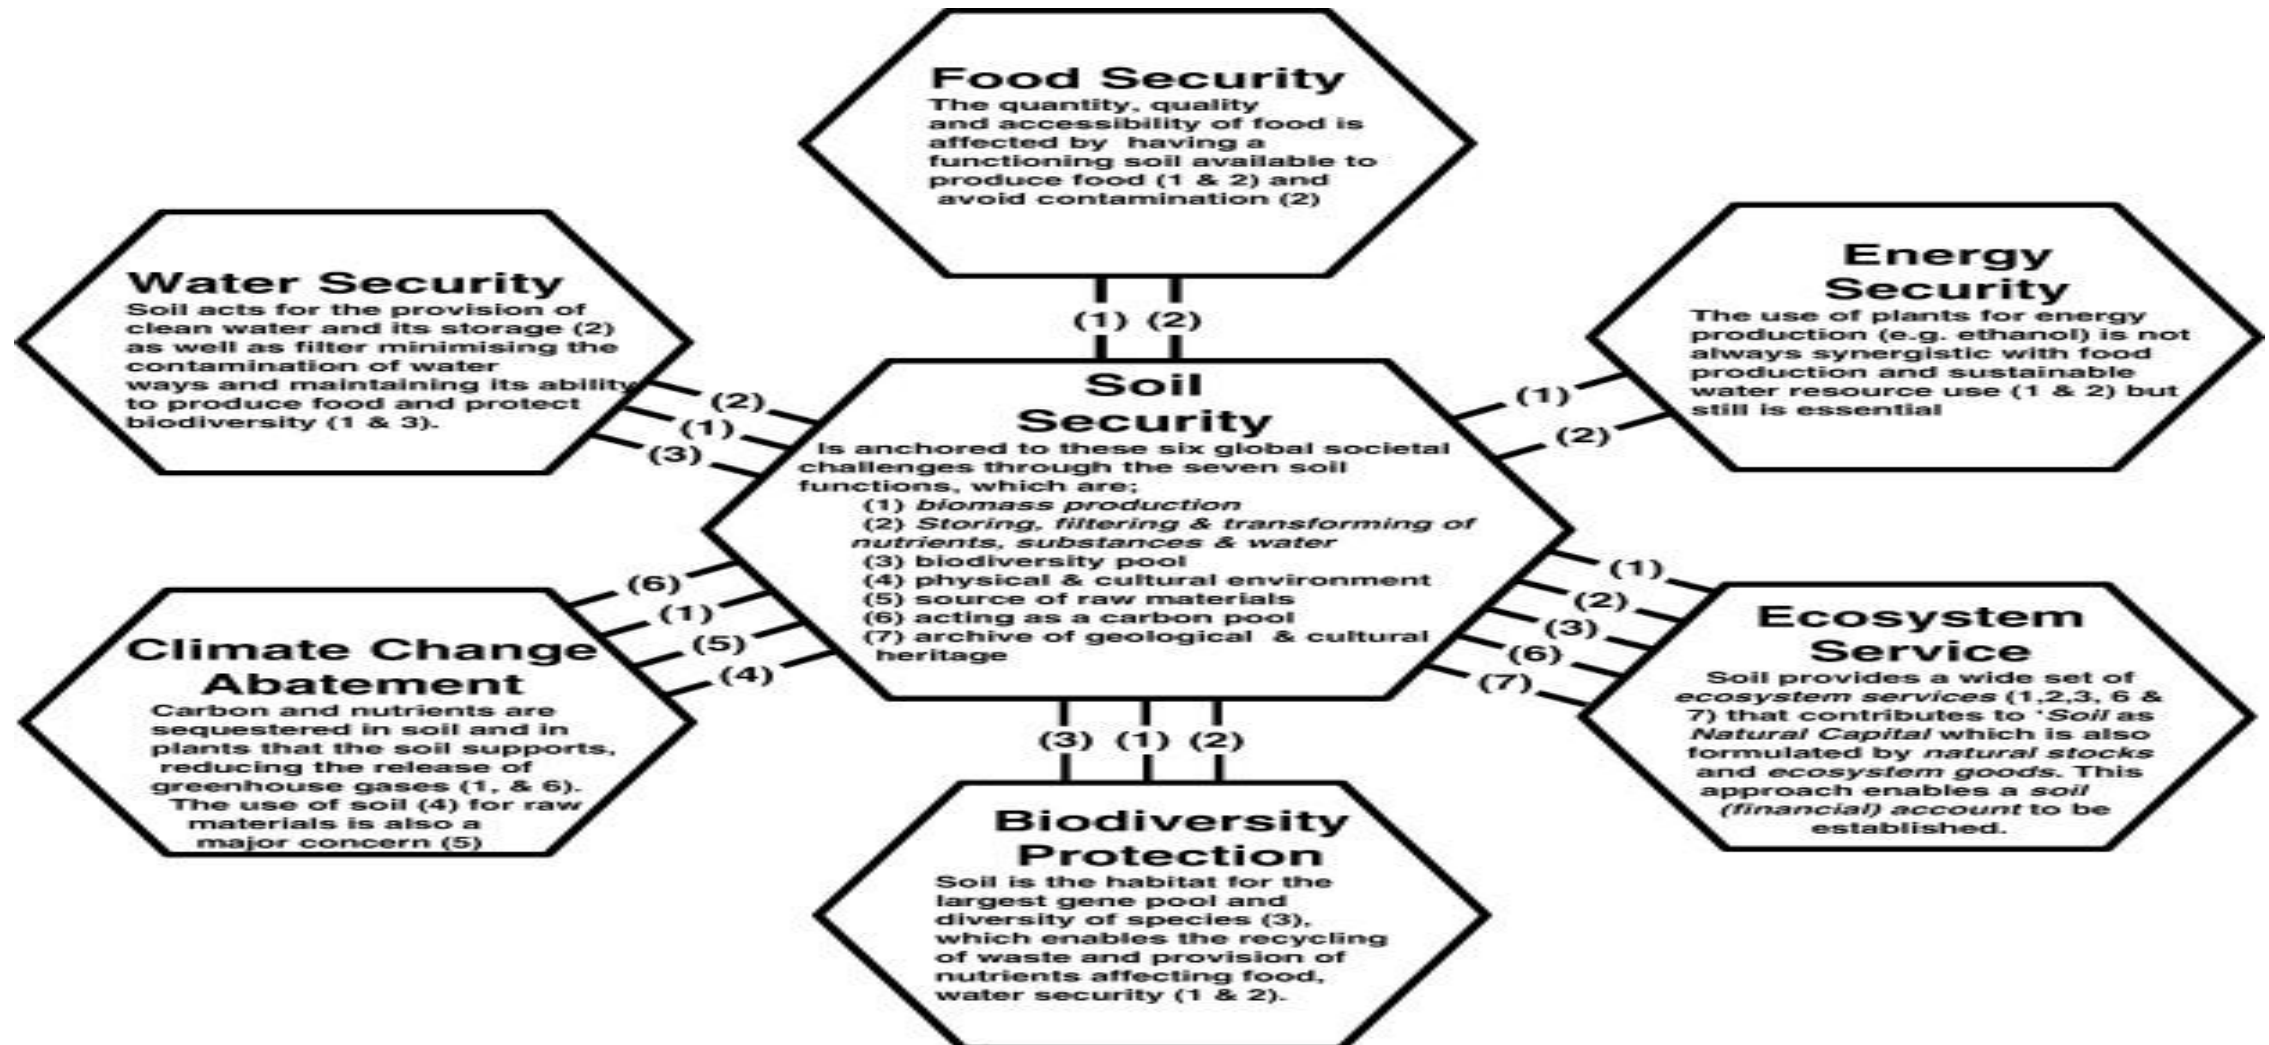 Food Security
The quantity, quality
and accessibility of food is
affected by having a
functioning soil available to
produce food (1 & 2) and
avoid contamination (2)
Water Security
Soil acts for the provision of
clean water and its storage (2)
as well as filter minimising the
contamination of water
ways and maintaining its ability
to produce food and protect
biodiversity (1 & 3).
Energy
Security
The use of plants for energy
production (e.g. ethanol) is not
always synergistic with food
production and sustainable
water resource use (1 & 2) but
still is essential
(1) (2)
(2)
(1)
(3)
(1)
(2)
Soil
Security
Is anchored to these six global societal
challenges through the seven soil
functions, which are;
(1) biomass production
(2) Storing, filtering & transforming of
nutrients, substances & water
(3) biodiversity pool
(4) physical & cultural environment
(5) source of raw materials
(6) acting as a carbon pool
(7) archive of geological & cultural
heritage
(6)
(1)
(5)
(4)
(1)
(2)
(3)
(6)
(7)
(3) (1) (2)
Climate Change
Abatement
Carbon and nutrients are
sequestered in soil and in
plants that the soil supports,
reducing the release of
greenhouse gases (1, & 6).
The use of soil (4) for raw
materials is also a
major concern (5)
Ecosystem
Service
Soil provides a wide set of
ecosystem services (1,2,3, 6 &
7) that contributes to 'Soil as
Natural Capital which is also
formulated by natural stocks
and ecosystem goods. This
approach enables a soil
(financial) account to be
established.
Biodiversity
Protection
Soil is the habitat for the
largest gene pool and
diversity of species (3),
which enables the recycling
of waste and provision of
nutrients affecting food,
water security (1 & 2).